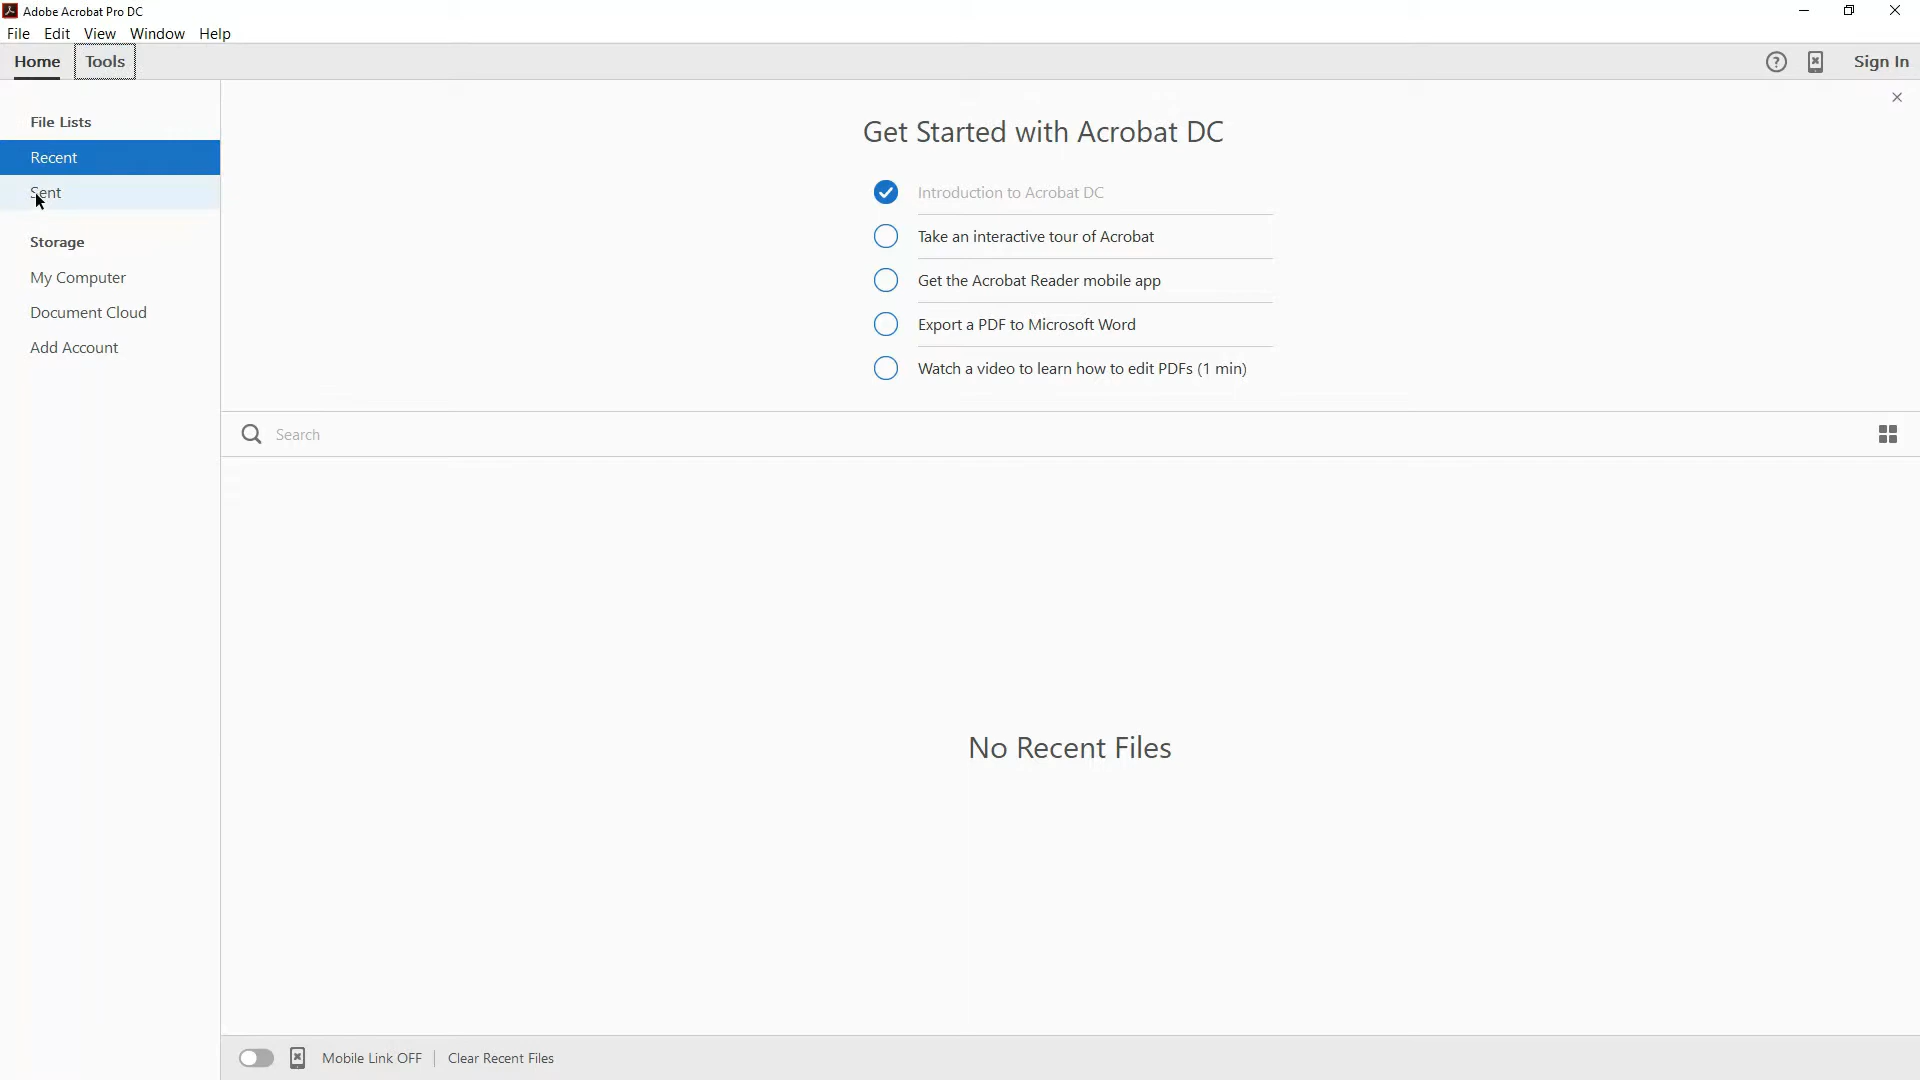 Adobe Acrobat Pro DC
File Edit View Window Help
Home Tools Sign In
File Lists
Recent
Sent
Storage
My Computer
Document Cloud
Add Account
Get Started with Acrobat DC
Introduction to Acrobat DC
Take an interactive tour of Acrobat
Get the Acrobat Reader mobile app
Export a PDF to Microsoft Word
Watch a video to learn how to edit PDFs (1 min)
Search
No Recent Files
Mobile Link OFF Clear Recent Files